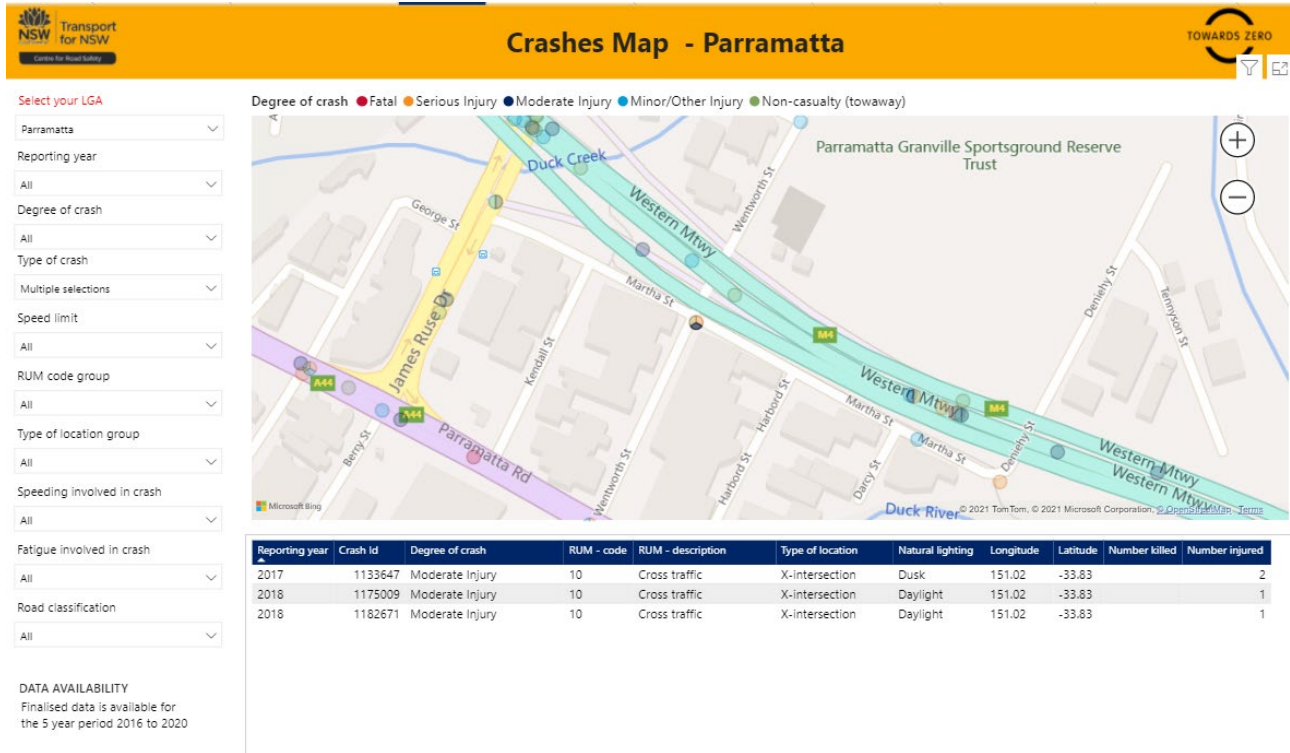 NSW
Transport
for NSW
Centre for Road Safety
Crashes Map - Parramatta
TOWARDS ZERO
Select your LGA
Parramatta
Reporting year
All
Degree of crash
All
Type of crash
Multiple selections
Speed limit
All
RUM code group
All
Type of location group
All
Speeding involved in crash
All
Fatigue involved in crash
All
Road classification
All
DATA AVAILABILITY
Finalised data is available for
the 5 year period 2016 to 2020
Degree of crash Fatal Serious Injury Moderate Injury Minor/Other Injury Non-casualty (towaway)
Parramatta Granville Sportsground Reserve
Trust
Duck Creek
George St
Western Mtwy
Wentworth St
Martha St
James Ruse Dr
Kendall St
Deniehy St
Tennyson St
M4
A44
Western Mtwy
M4
Harbord St
Martha St
Martha St
A44
Parramatta Rd
Berry St
Wentworth St
Harbord St
Darcy St
Deniehy St
Western Mtwy
Western Mtwy
Duck River
Microsoft Bing
© 2021 TomTom, © 2021 Microsoft Corporation, © OpenStreetMap Terms
Reporting year Crash Id Degree of crash RUM - code RUM - description Type of location Natural lighting Longitude Latitude Number killed Number injured
2017 1133647 Moderate Injury 10 Cross traffic X-intersection Dusk 151.02 -33.83 2
2018 1175009 Moderate Injury 10 Cross traffic X-intersection Daylight 151.02 -33.83 1
2018 1182671 Moderate Injury 10 Cross traffic X-intersection Daylight 151.02 -33.83 1